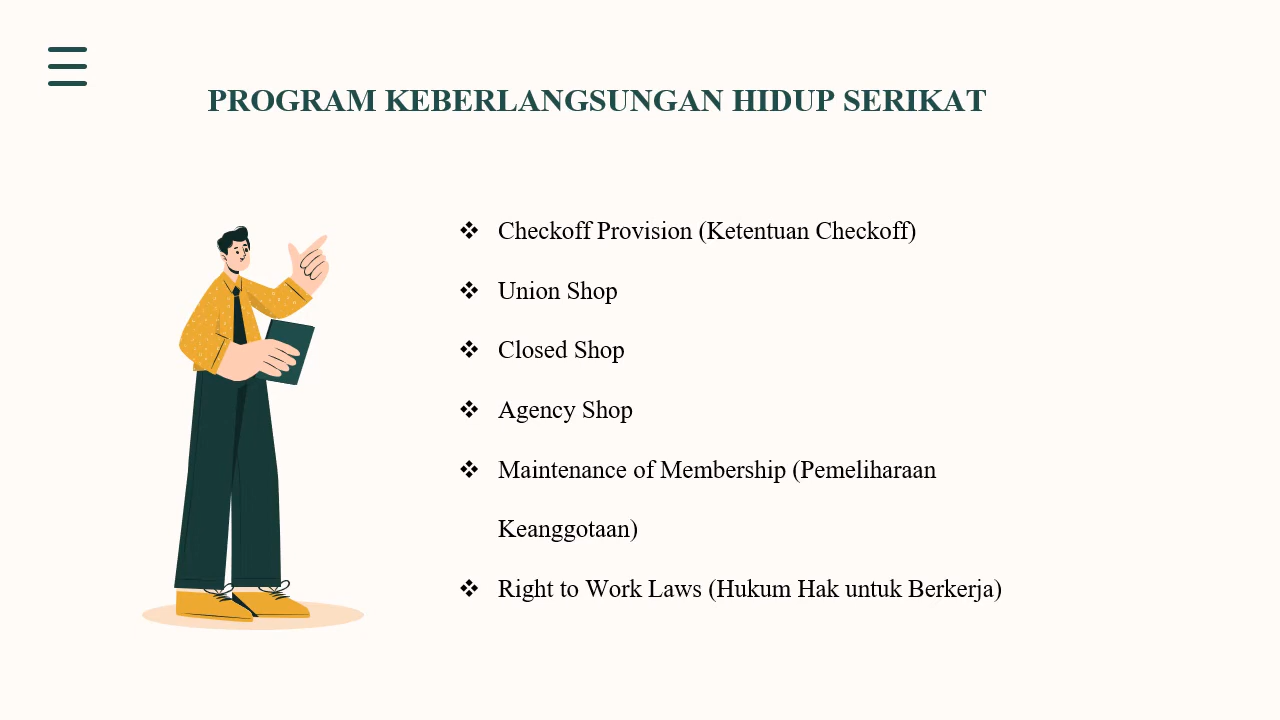 PROGRAM KEBERLANGSUNGAN HIDUP SERIKAT
❖ Checkoff Provision (Ketentuan Checkoff)
❖ Union Shop
❖ Closed Shop
❖ Agency Shop
❖ Maintenance of Membership (Pemeliharaan
Keanggotaan)
❖ Right to Work Laws (Hukum Hak untuk Berkerja)